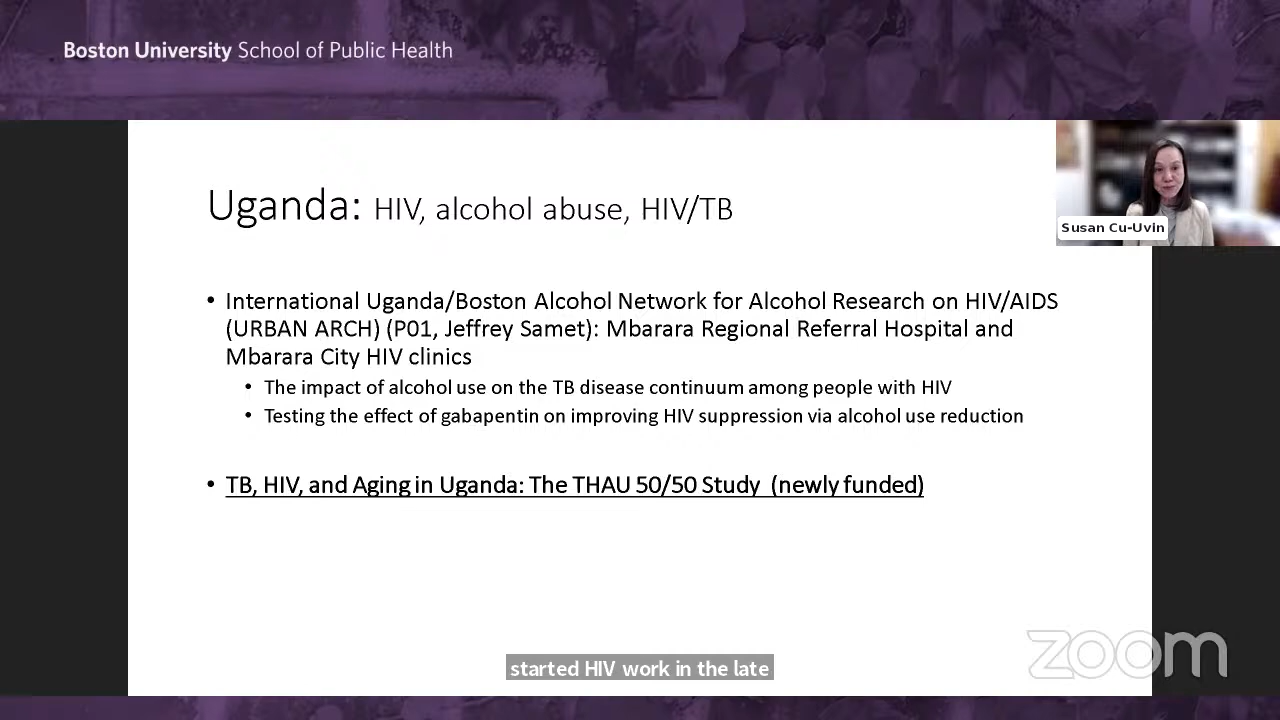 Boston University School of Public Health
Uganda: HIV, alcohol abuse, HIV/TB
Susan Cu-Uvin
• International Uganda/Boston Alcohol Network for Alcohol Research on HIV/AIDS
(URBAN ARCH) (P01, Jeffrey Samet): Mbarara Regional Referral Hospital and
Mbarara City HIV clinics
• The impact of alcohol use on the TB disease continuum among people with HIV
• Testing the effect of gabapentin on improving HIV suppression via alcohol use reduction
• TB, HIV, and Aging in Uganda: The THAU 50/50 Study (newly funded)
zoom
started HIV work in the late